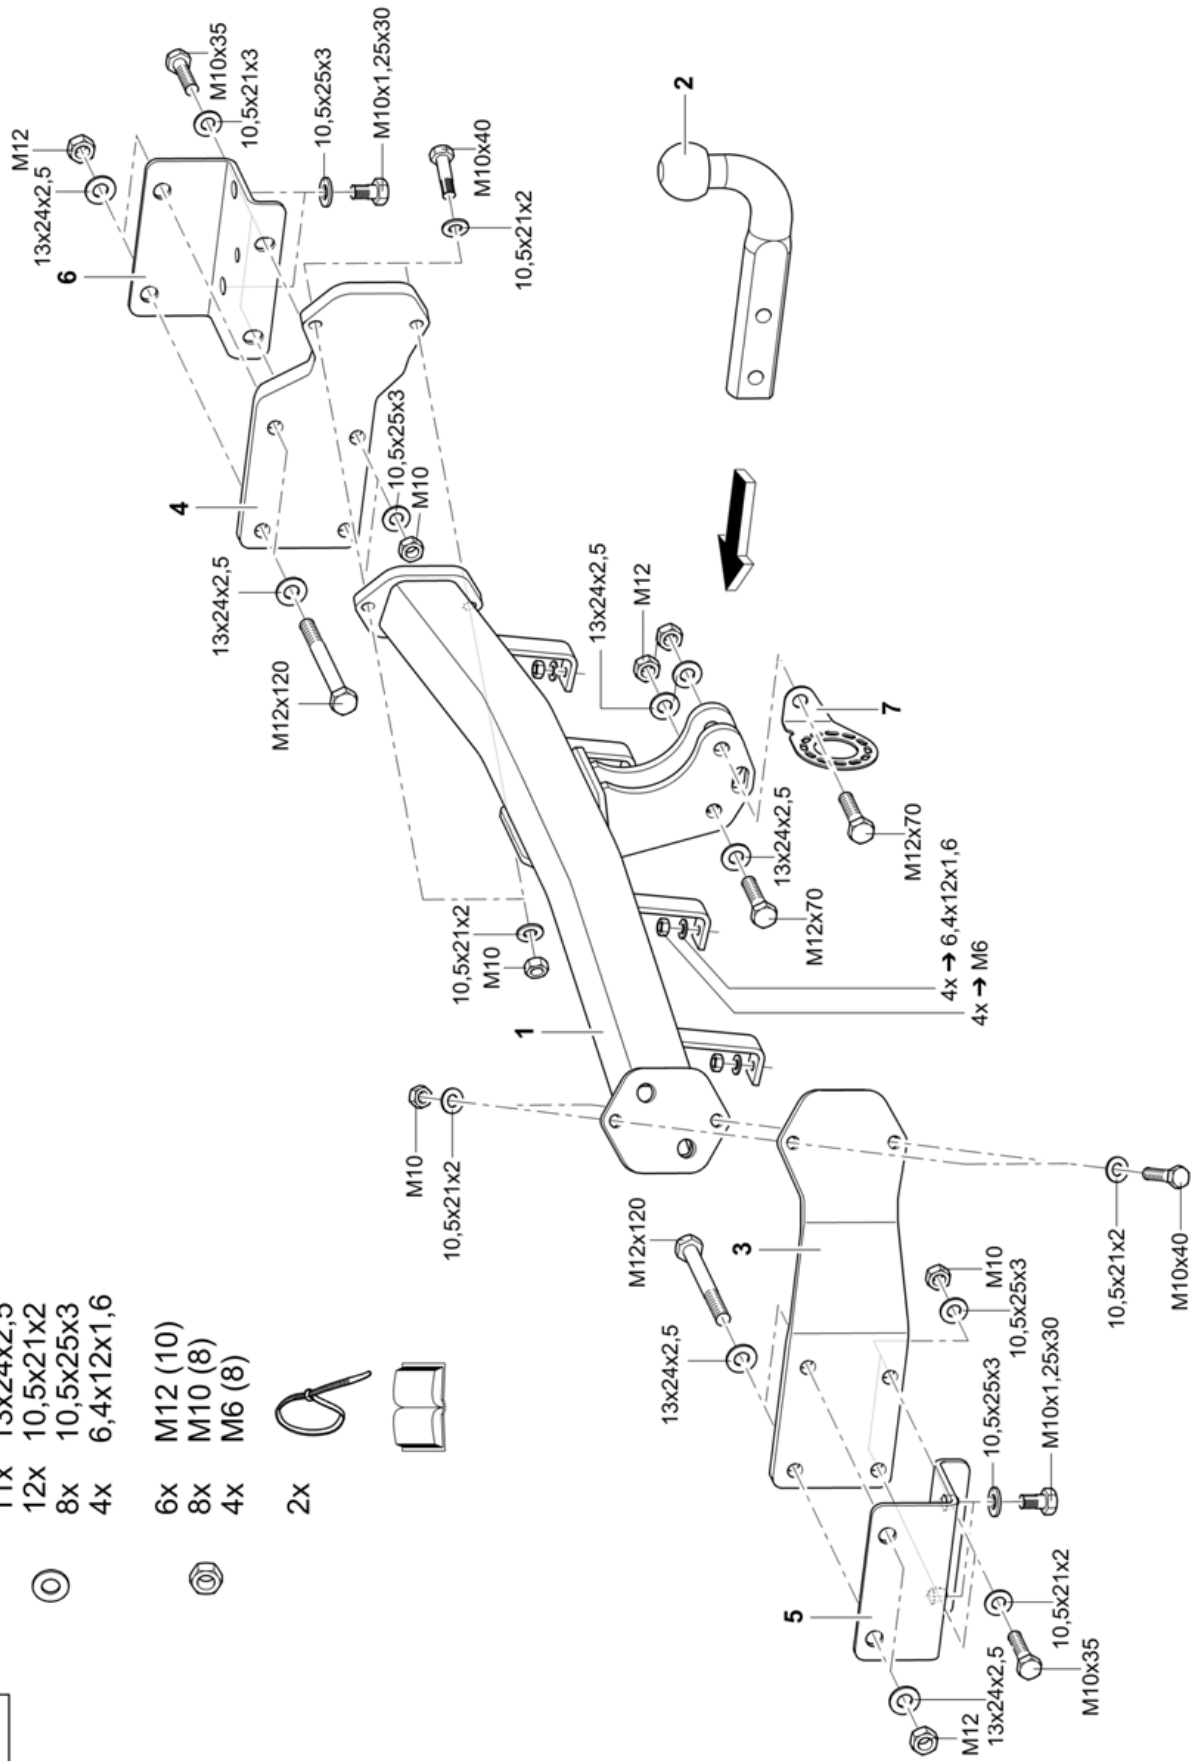 11x 13x24x2,5
12x 10,5x21x2
8x 10,5x25x3
4x 6,4x12x1,6
6x M12 (10)
8x M10 (8)
4x M6 (8)
2x
M12
13x24x2,5
6
M10x35
10,5x21x3
10,5x25x3
M10x1,25x30
M10x40
10,5x21x2
2
4
13x24x2,5
M12x120
10,5x25x3
M10
13x24x2,5
M12
7
M12x70
13x24x2,5
M12x70
10,5x21x2
M10
1
4x → 6,4x12x1,6
4x → M6
M10
10,5x21x2
M12x120
13x24x2,5
3
M10
10,5x25x3
10,5x21x2
M10x40
10,5x25x3
M10x1,25x30
5
10,5x21x2
M10x35
M12
13x24x2,5